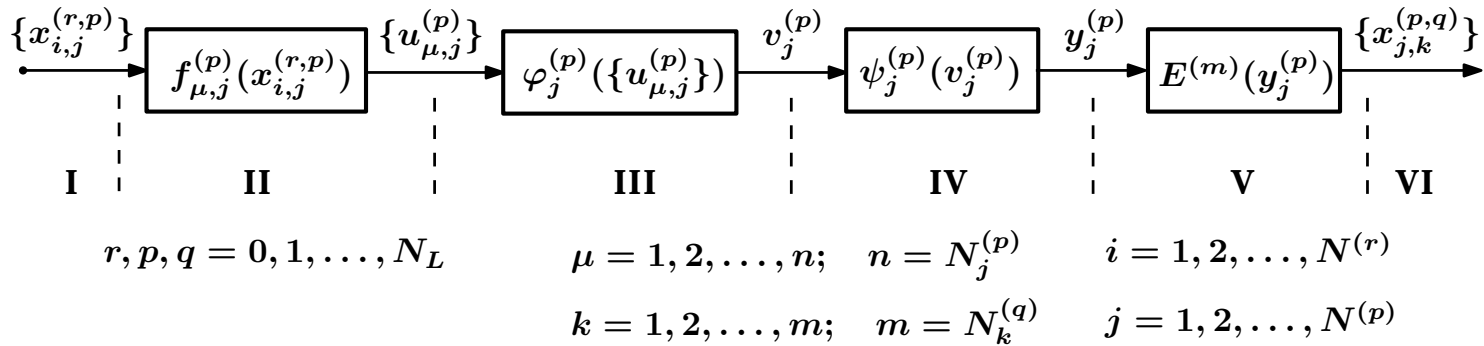 {x_{i,j}^{(r,p)}} {u_{μ,j}^{(p)}} v_j^{(p)} y_j^{(p)} {x_{j,k}^{(p,q)}}
f_{μ,j}^{(p)}(x_{i,j}^{(r,p)}) φ_j^{(p)}({u_{μ,j}^{(p)}}) ψ_j^{(p)}(v_j^{(p)}) E^{(m)}(y_j^{(p)})
I II III IV V VI
r, p, q = 0, 1, . . . , N_L μ = 1, 2, . . . , n; n = N_j^{(p)} i = 1, 2, . . . , N^{(r)}
k = 1, 2, . . . , m; m = N_k^{(q)} j = 1, 2, . . . , N^{(p)}